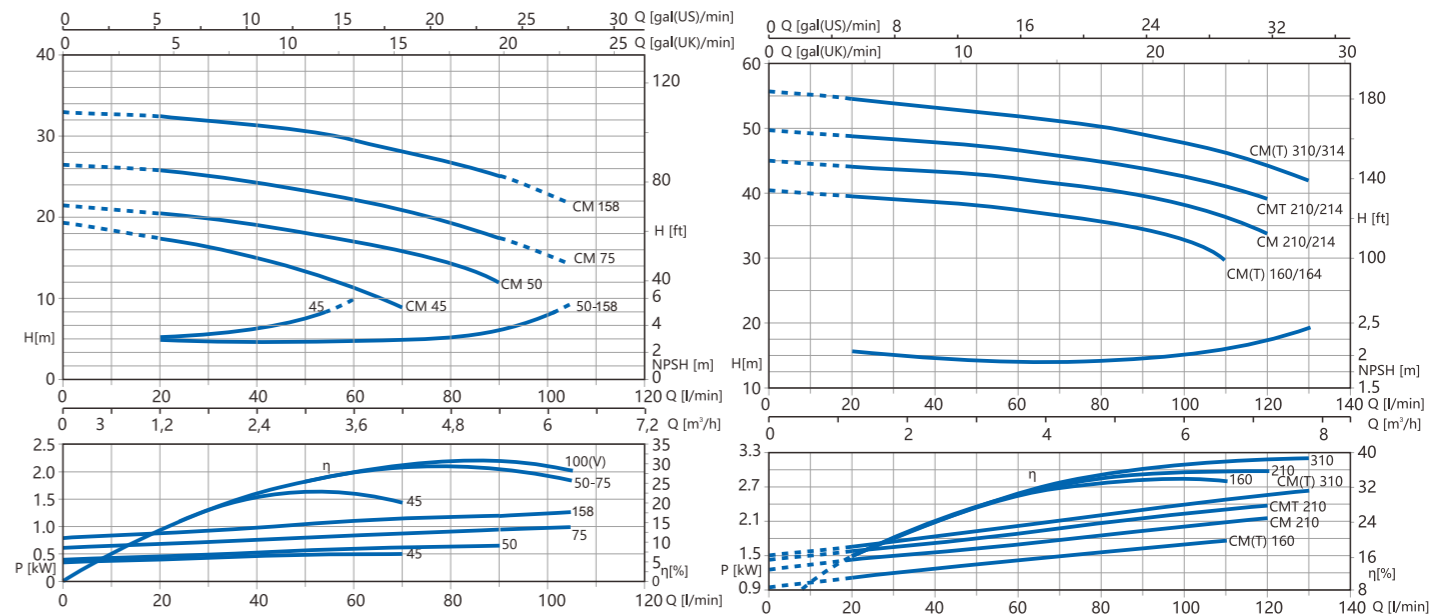 0 5 10 15 20 25 30 Q [gal(US)/min
0 5 10 15 20 25 Q [gal(UK)/min
40 30 20 10 0
H[m]
120 80 40
H [ft]
6 4 2 0
NPSH [m]
CM 158
CM 75
CM 50
CM 45
45
50-158
0 20 40 60 80 100 120 Q [l/min]
0 3 1,2 2,4 3,6 4,8 6 7,2 Q [m³/h]
2.5 2.0 1.5 1.0 0.5 0
P [kW]
35 30 25 20 15 10 5 0
η[%]
η
100(V)
50-75
45
158
75
50
45
0 20 40 60 80 100 Q [l/min]
0 Q [gal(US)/min 8 16 24 32
0 Q [gal(UK)/min 10 20 30
60 50 40 30 20 10
H[m]
180 140
H [ft]
100
2,5 2
NPSH [m]
1.5
CM(T) 310/314
CMT 210/214
CM 210/214
CM(T) 160/164
0 20 40 60 80 100 120 140
Q [l/min]
0 2 4 6 8 Q [m³/h]
3.3 2.7 2.1 1.5 0.9
P [kW]
40 32 24 16 8
η[%]
η
310
210
160
CM(T) 310
CMT 210
CM 210
CM(T) 160
0 20 40 60 80 100 120 Q [l/min]